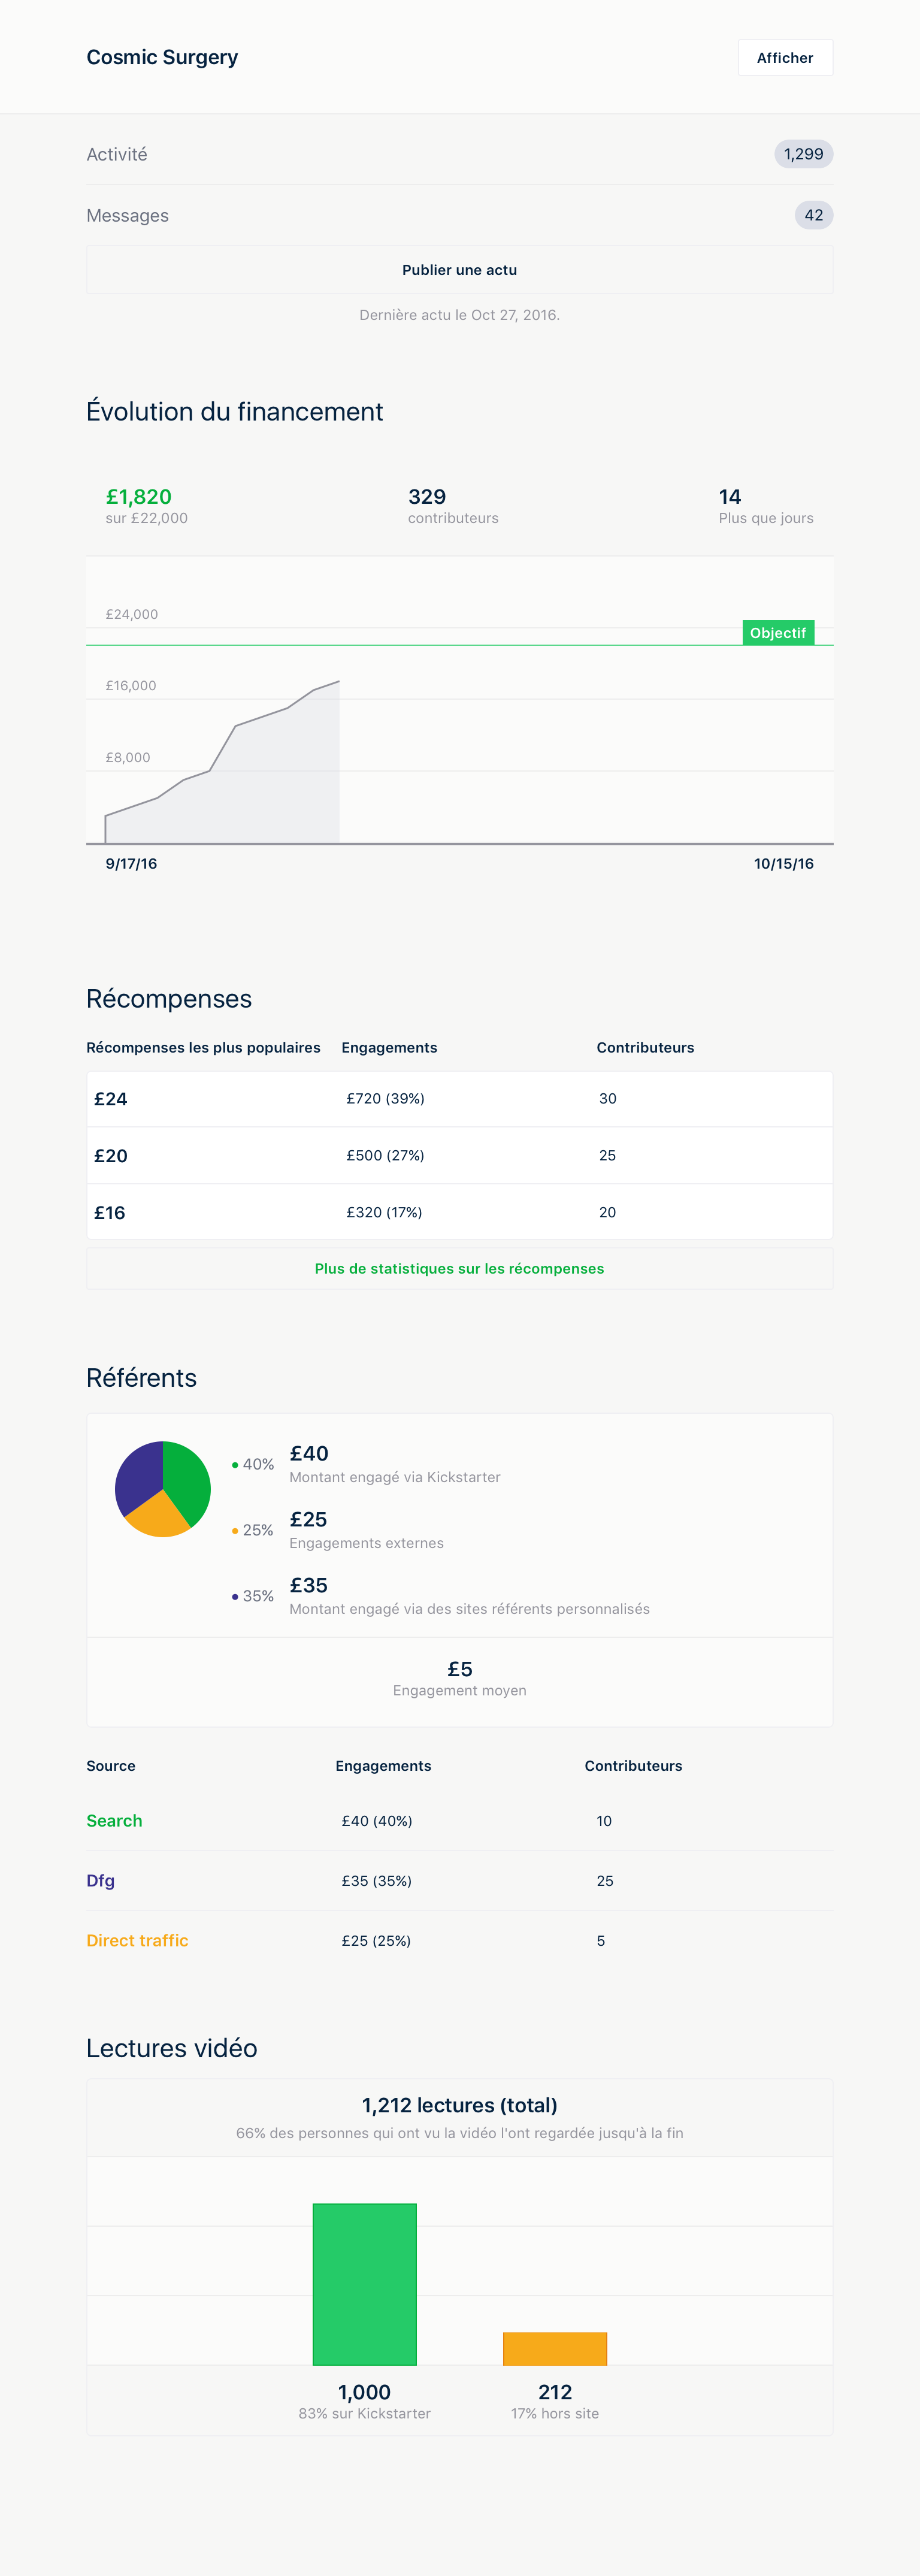 Cosmic Surgery
Afficher
Activité
1,299
Messages
42
Publier une actu
Dernière actu le Oct 27, 2016.
Évolution du financement
£1,820
sur £22,000
329
contributeurs
14
Plus que jours
£24,000
Objectif
£16,000
£8,000
9/17/16
10/15/16
Récompenses
Récompenses les plus populaires Engagements Contributeurs
£24 £720 (39%) 30
£20 £500 (27%) 25
£16 £320 (17%) 20
Plus de statistiques sur les récompenses
Référents
40%
£40
Montant engagé via Kickstarter
25%
£25
Engagements externes
35%
£35
Montant engagé via des sites référents personnalisés
£5
Engagement moyen
Source Engagements Contributeurs
Search £40 (40%) 10
Dfg £35 (35%) 25
Direct traffic £25 (25%) 5
Lectures vidéo
1,212 lectures (total)
66% des personnes qui ont vu la vidéo l'ont regardée jusqu'à la fin
1,000
83% sur Kickstarter
212
17% hors site